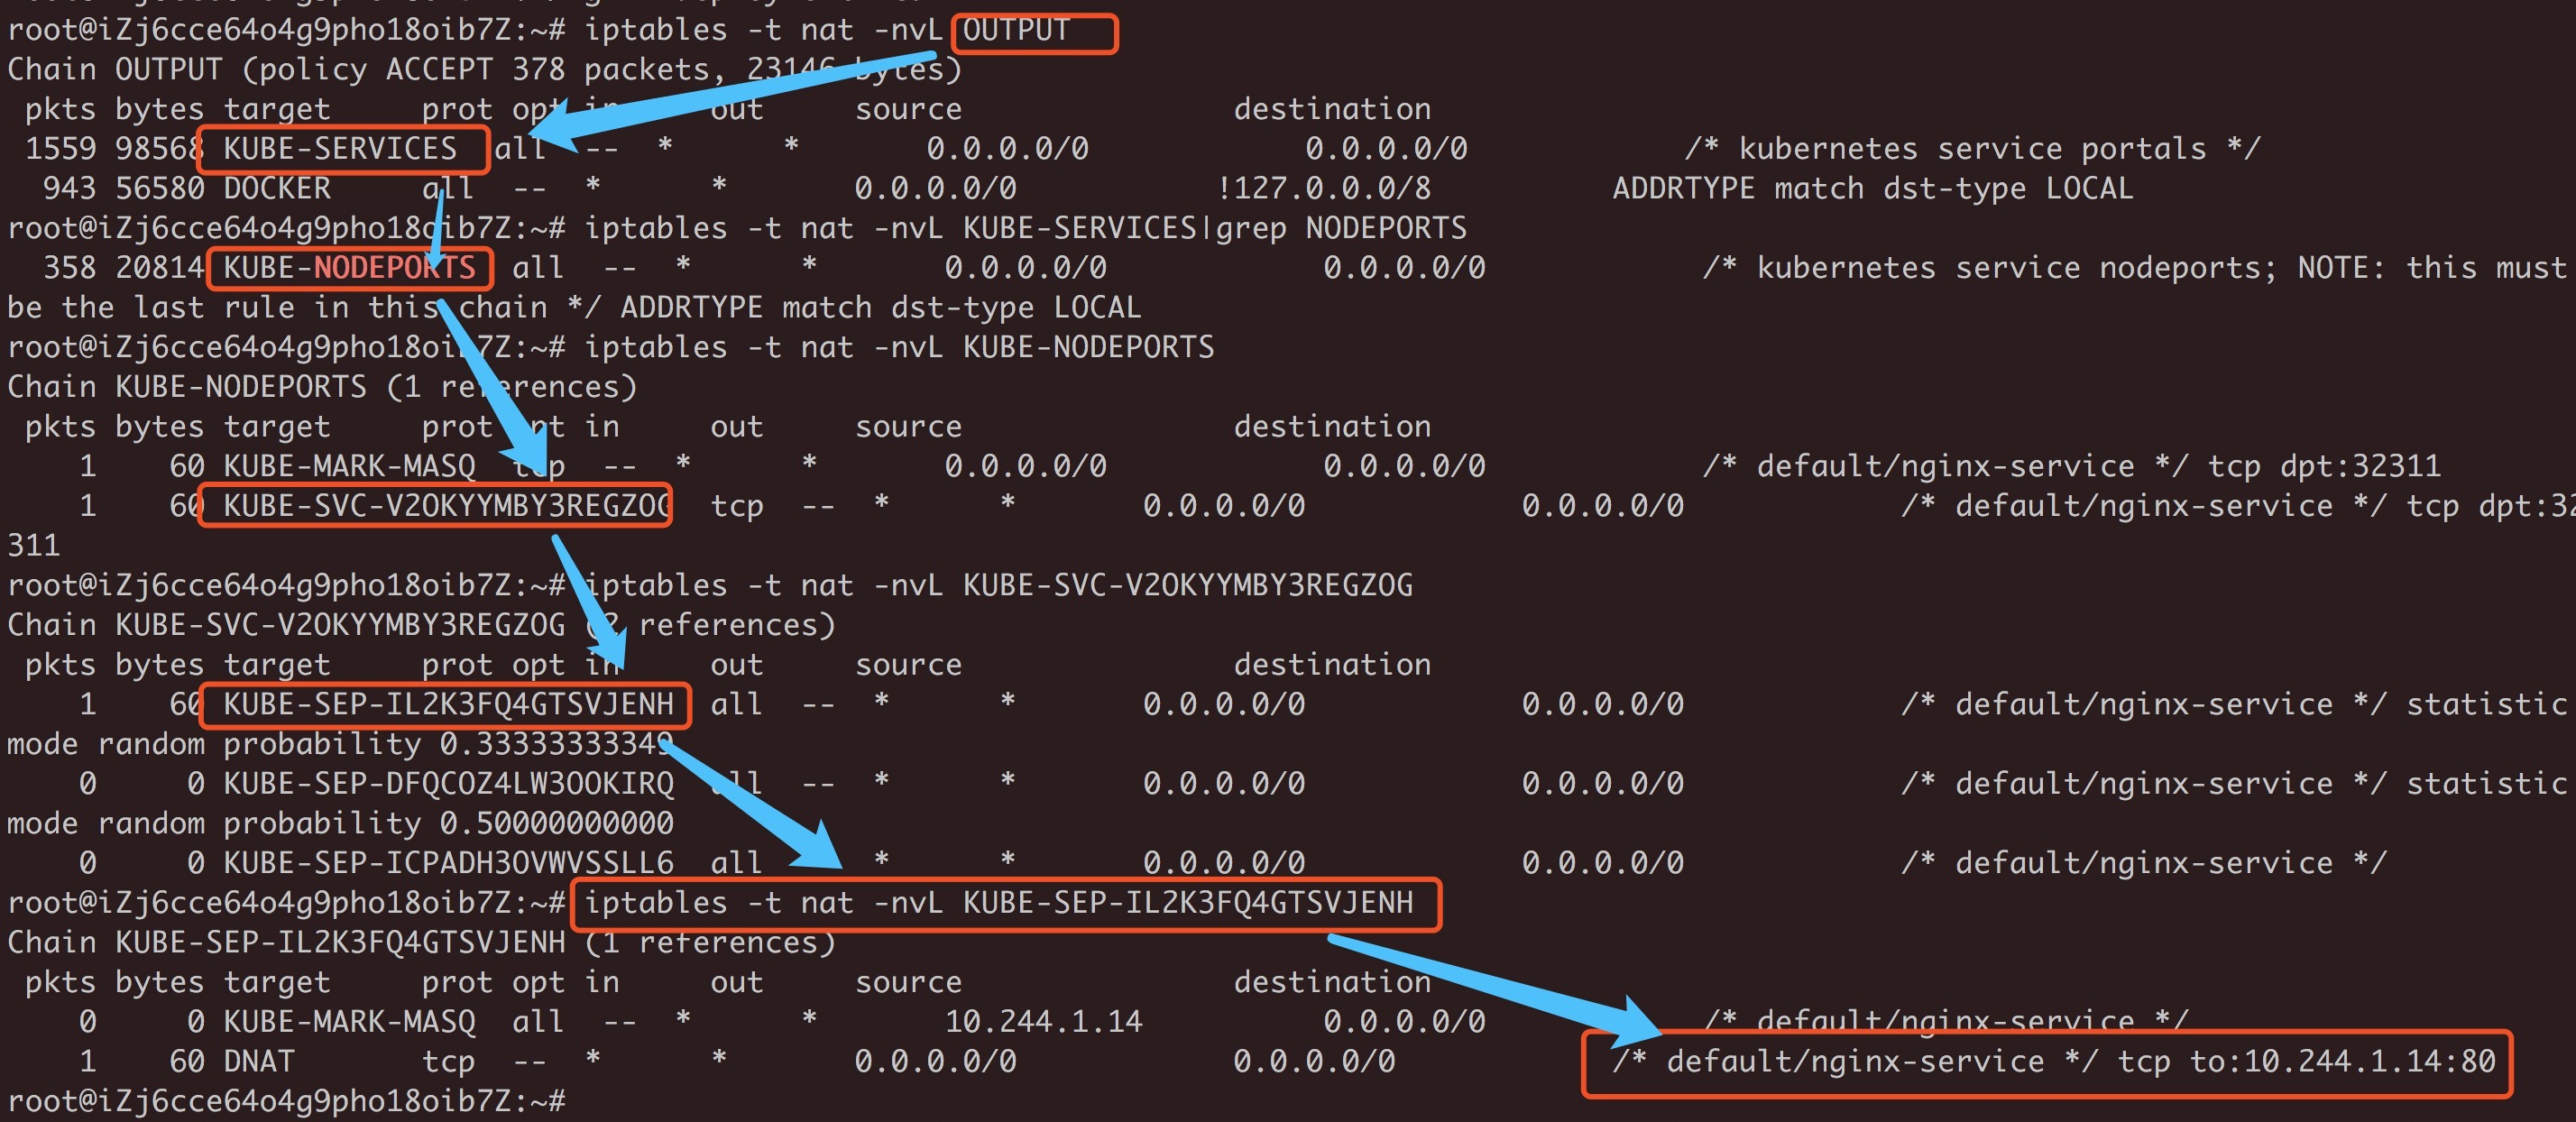 root@iZj6cce64o4g9pho18oib7Z:~# iptables -t nat -nvL OUTPUT
Chain OUTPUT (policy ACCEPT 378 packets, 23146 bytes)
pkts bytes target prot opt in out source destination
1559 98568 KUBE-SERVICES all -- * * 0.0.0.0/0 0.0.0.0/0 /* kubernetes service portals */
943 56580 DOCKER all -- * * 0.0.0.0/0 !127.0.0.0/8 ADDRTYPE match dst-type LOCAL
root@iZj6cce64o4g9pho18oib7Z:~# iptables -t nat -nvL KUBE-SERVICES|grep NODEPORTS
358 20814 KUBE-NODEPORTS all -- * * 0.0.0.0/0 0.0.0.0/0 /* kubernetes service nodeports; NOTE: this must
be the last rule in this chain */ ADDRTYPE match dst-type LOCAL
root@iZj6cce64o4g9pho18oib7Z:~# iptables -t nat -nvL KUBE-NODEPORTS
Chain KUBE-NODEPORTS (1 references)
pkts bytes target prot opt in out source destination
1 60 KUBE-MARK-MASQ tcp -- * * 0.0.0.0/0 0.0.0.0/0 /* default/nginx-service */ tcp dpt:32311
1 60 KUBE-SVC-V2OKYYMBY3REGZOG tcp -- * * 0.0.0.0/0 0.0.0.0/0 /* default/nginx-service */ tcp dpt:32
311
root@iZj6cce64o4g9pho18oib7Z:~# iptables -t nat -nvL KUBE-SVC-V2OKYYMBY3REGZOG
Chain KUBE-SVC-V2OKYYMBY3REGZOG (2 references)
pkts bytes target prot opt in out source destination
1 60 KUBE-SEP-IL2K3FQ4GTSVJENH all -- * * 0.0.0.0/0 0.0.0.0/0 /* default/nginx-service */ statistic
mode random probability 0.33333333349
0 0 KUBE-SEP-DFQCOZ4LW3OOKIRQ all -- * * 0.0.0.0/0 0.0.0.0/0 /* default/nginx-service */ statistic
mode random probability 0.50000000000
0 0 KUBE-SEP-ICPADH3OVWVSSLL6 all * * 0.0.0.0/0 0.0.0.0/0 /* default/nginx-service */
root@iZj6cce64o4g9pho18oib7Z:~# iptables -t nat -nvL KUBE-SEP-IL2K3FQ4GTSVJENH
Chain KUBE-SEP-IL2K3FQ4GTSVJENH (1 references)
pkts bytes target prot opt in out source destination
0 0 KUBE-MARK-MASQ all -- * * 10.244.1.14 0.0.0.0/0 /* default/nginx-service */
1 60 DNAT tcp -- * * 0.0.0.0/0 0.0.0.0/0 /* default/nginx-service */ tcp to:10.244.1.14:80
root@iZj6cce64o4g9pho18oib7Z:~#